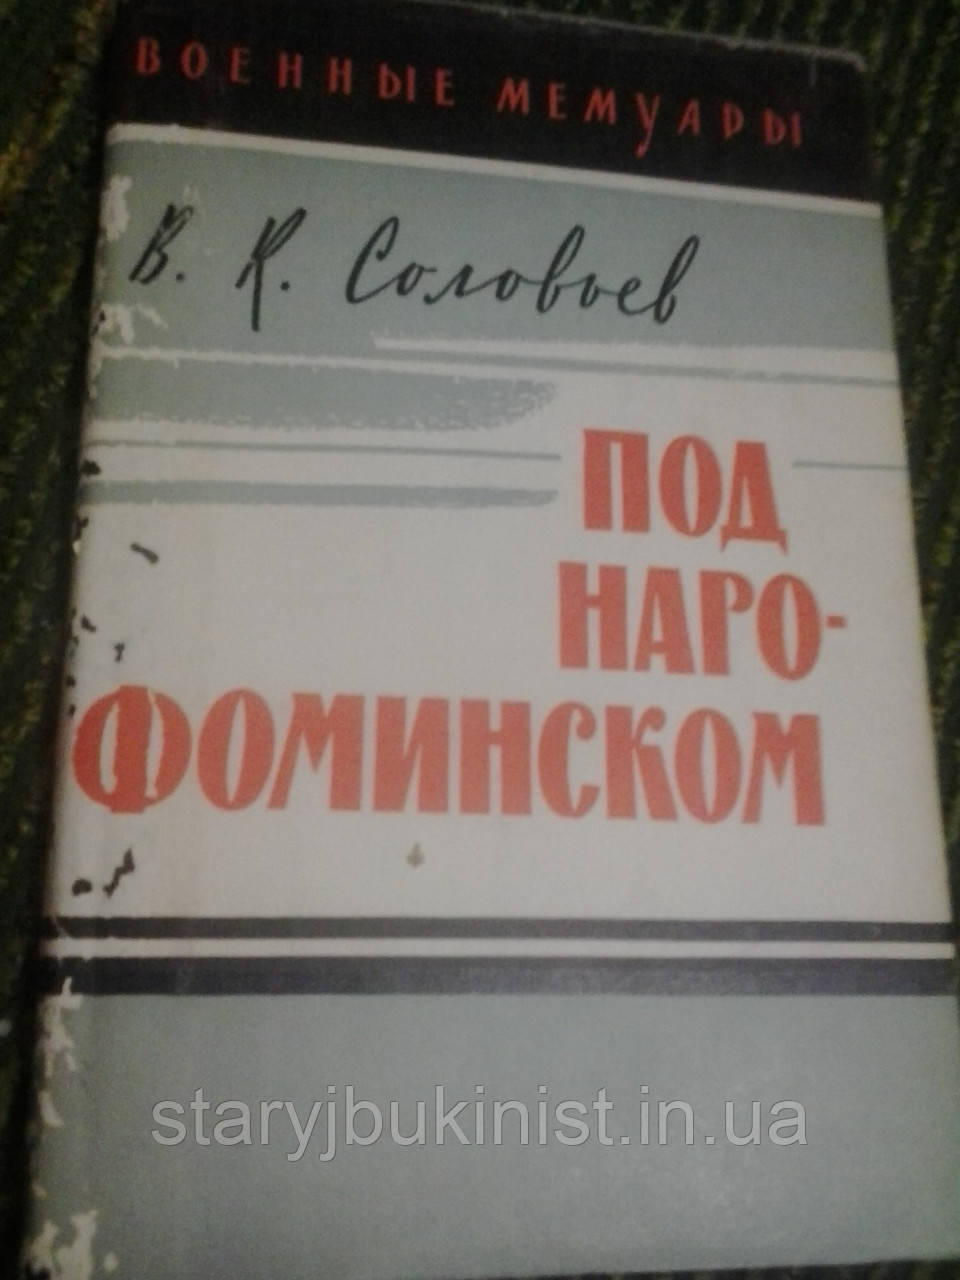 ВОЕННЫЕ МЕМУАРЫ
В. К. Соловьев
ПОД
НАРО-
ФОМИНСКОМ
staryjbukinist.in.ua